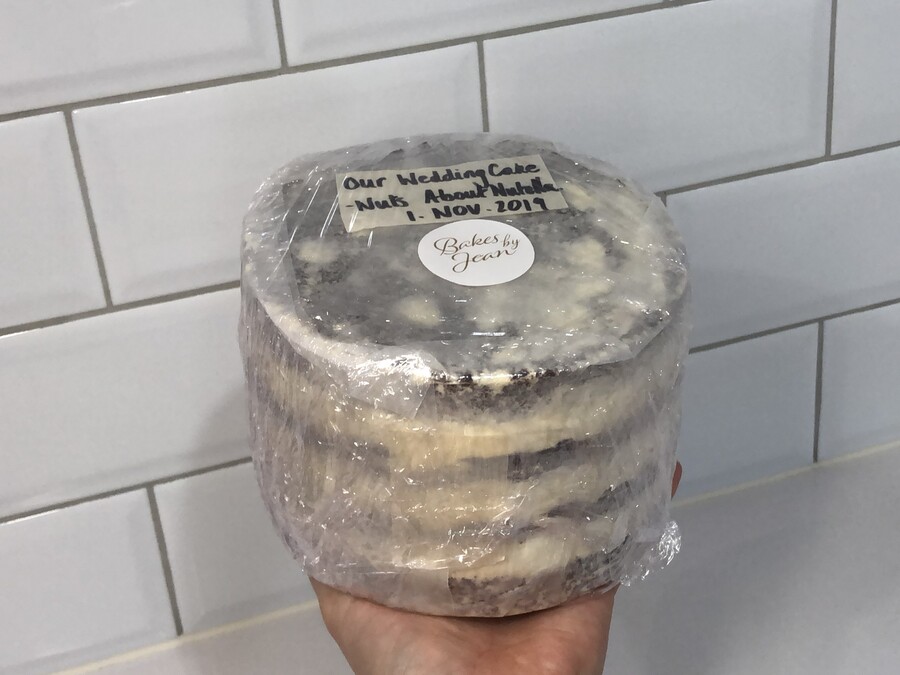 Our Wedding Cake
-Nuts About Nutella.
1. NOV. 2019
Bakes by
Jean